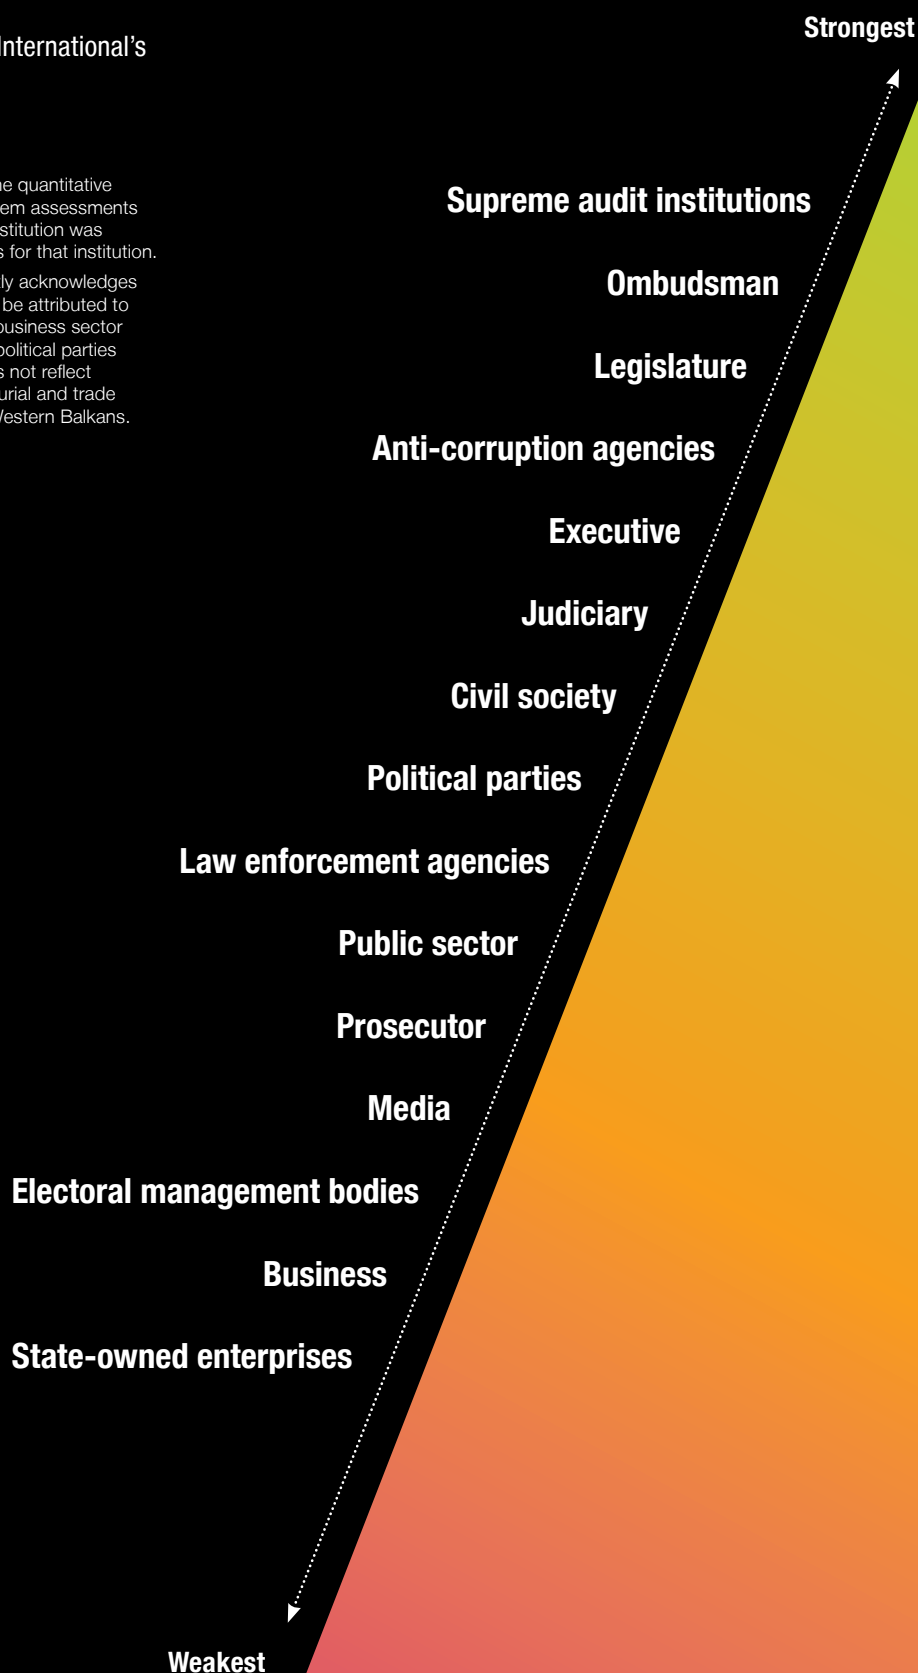 Strongest
International's
ne quantitative
em assessments
stitution was
s for that institution.
ly acknowledges
be attributed to
business sector
political parties
s not reflect
urial and trade
Western Balkans.
Supreme audit institutions
Ombudsman
Legislature
Anti-corruption agencies
Executive
Judiciary
Civil society
Political parties
Law enforcement agencies
Public sector
Prosecutor
Media
Electoral management bodies
Business
State-owned enterprises
Weakest